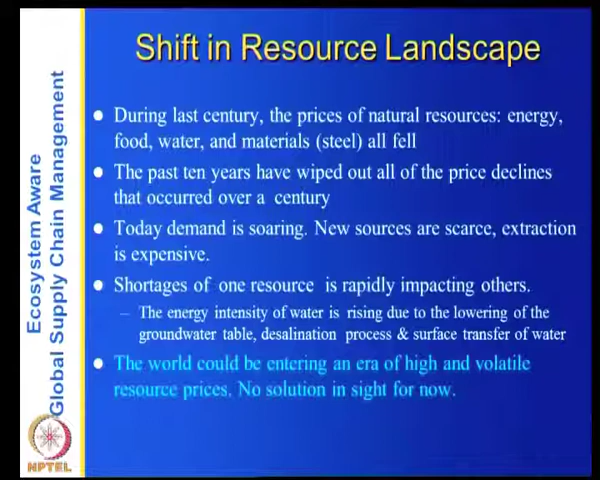 Shift in Resource Landscape
During last century, the prices of natural resources: energy,
food, water, and materials (steel) all fell
The past ten years have wiped out all of the price declines
that occurred over a century
Today demand is soaring. New sources are scarce, extraction
is expensive.
Shortages of one resource is rapidly impacting others.
– The energy intensity of water is rising due to the lowering of the
groundwater table, desalination process & surface transfer of water
The world could be entering an era of high and volatile
resource prices. No solution in sight for now.
Ecosystem Aware
Global Supply Chain Management
NPTEL